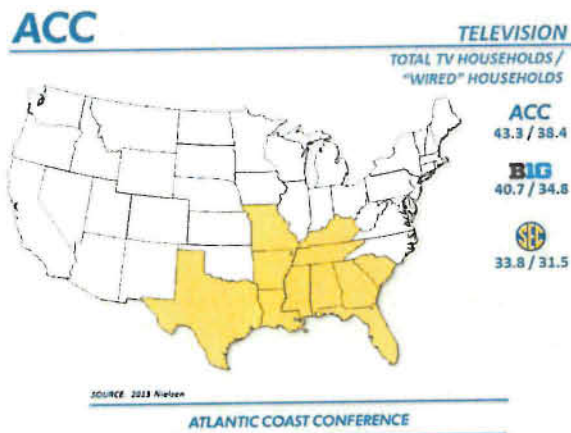 ACC
TELEVISION
TOTAL TV HOUSEHOLDS /
"WIRED" HOUSEHOLDS
ACC
43.3 / 38.4
B1G
40.7 / 34.8
SEC
33.8 / 31.5
SOURCE: 2013 Nielsen
ATLANTIC COAST CONFERENCE